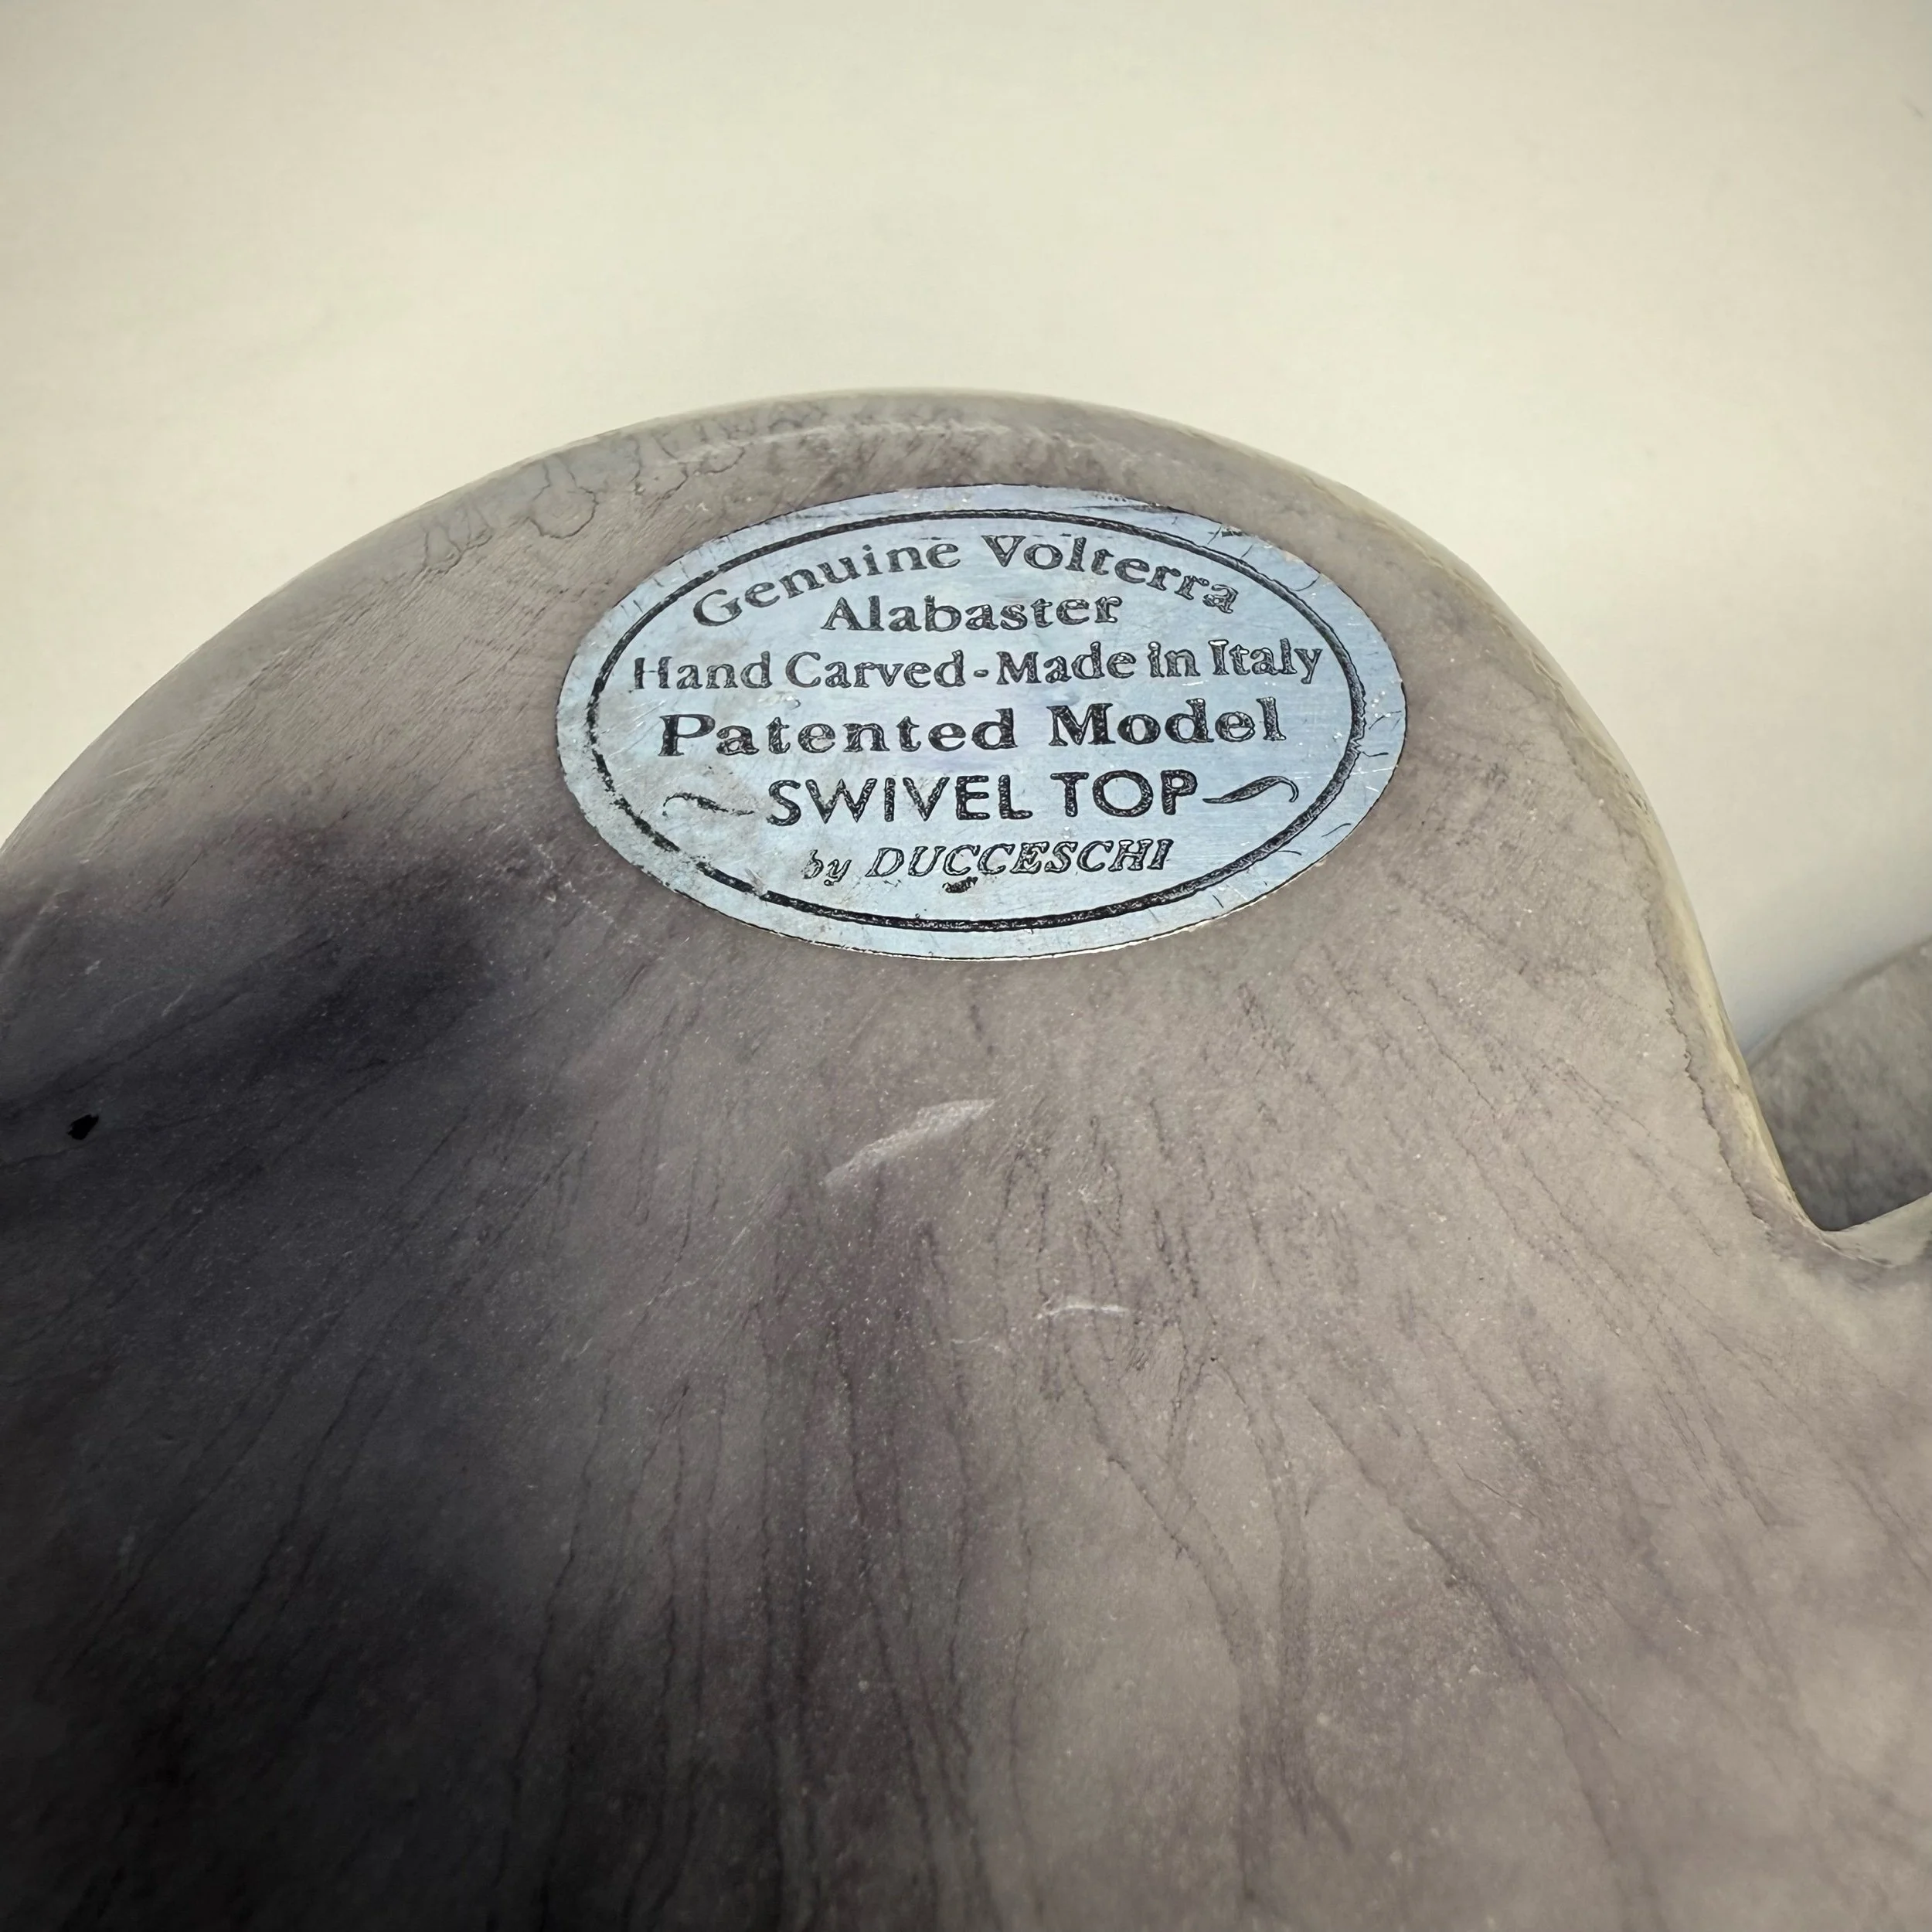 Genuine Volterra
Alabaster
Hand Carved - Made in Italy
Patented Model
SWIVEL TOP
by DUCCESCHI